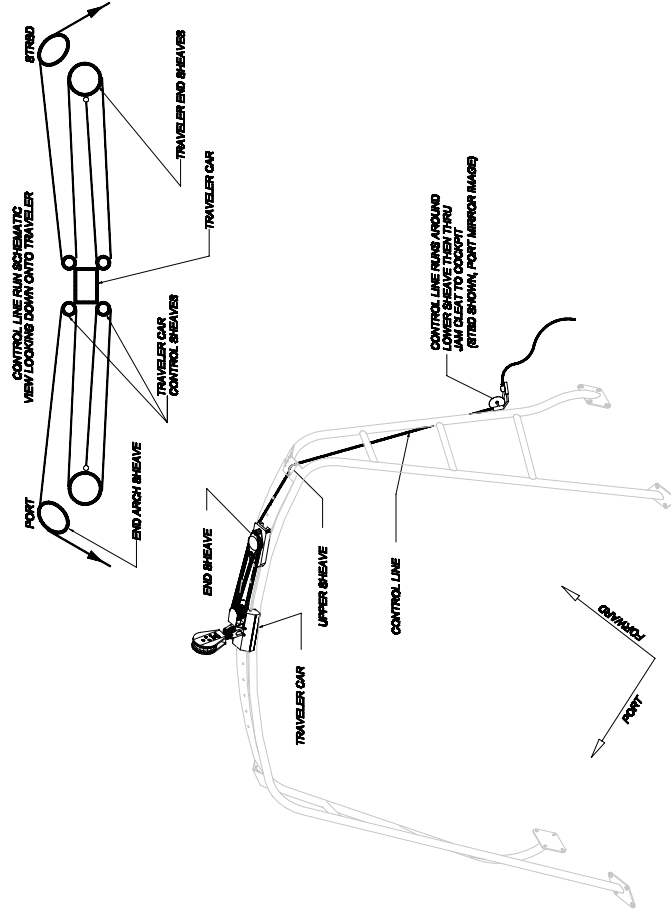 CONTROL LINE RUN SCHEMATIC
VIEW LOOKING DOWN ONTO TRAVELER
PORT
STRBD
END ARCH SHEAVE
TRAVELER CAR
CONTROL SHEAVES
TRAVELER CAR
TRAVELER END SHEAVES
END SHEAVE
TRAVELER CAR
UPPER SHEAVE
CONTROL LINE
CONTROL LINE RUNS AROUND
LOWER SHEAVE THEN THRU
JAM CLEAT TO COCKPIT
(STBD SHOWN, PORT MIRROR IMAGE)
PORT
FORWARD